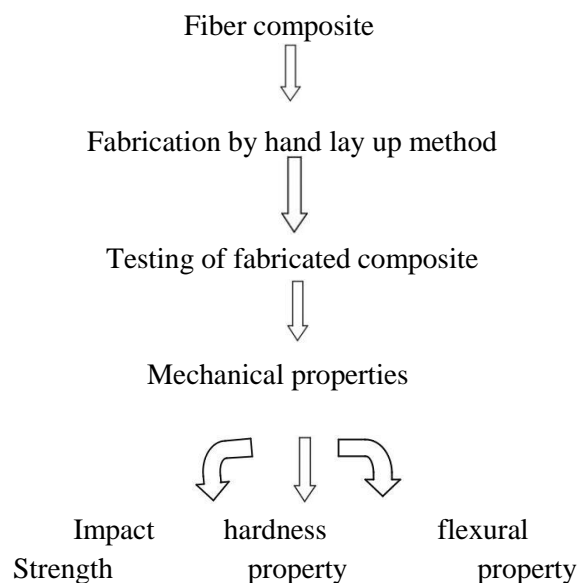 Fiber composite
Fabrication by hand lay up method
Testing of fabricated composite
Mechanical properties
Impact hardness flexural
Strength property property